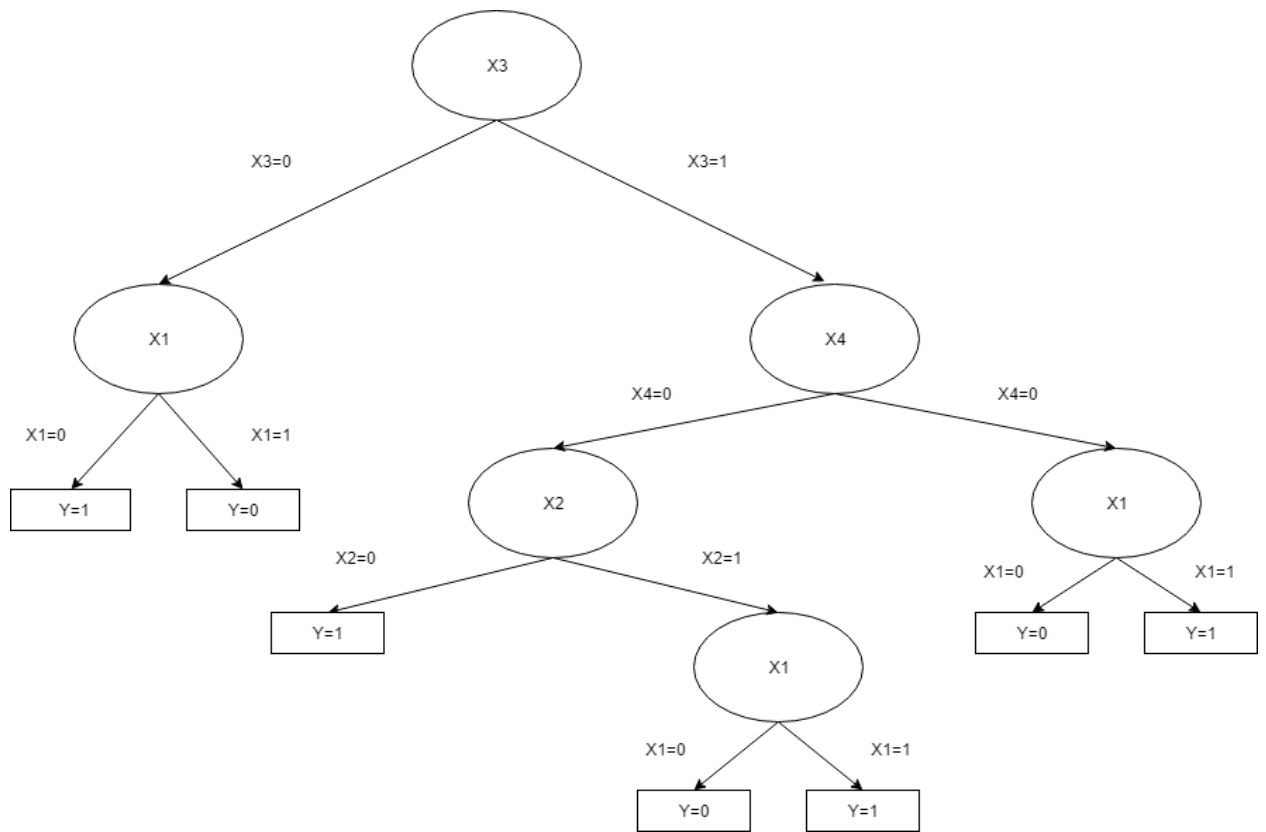 X3
X3=0
X3=1
X1
X4
X4=0
X4=0
X1=0
X1=1
Y=1
Y=0
X2
X1
X2=0
X2=1
X1=0
X1=1
Y=1
Y=0
Y=1
X1
X1=0
X1=1
Y=0
Y=1